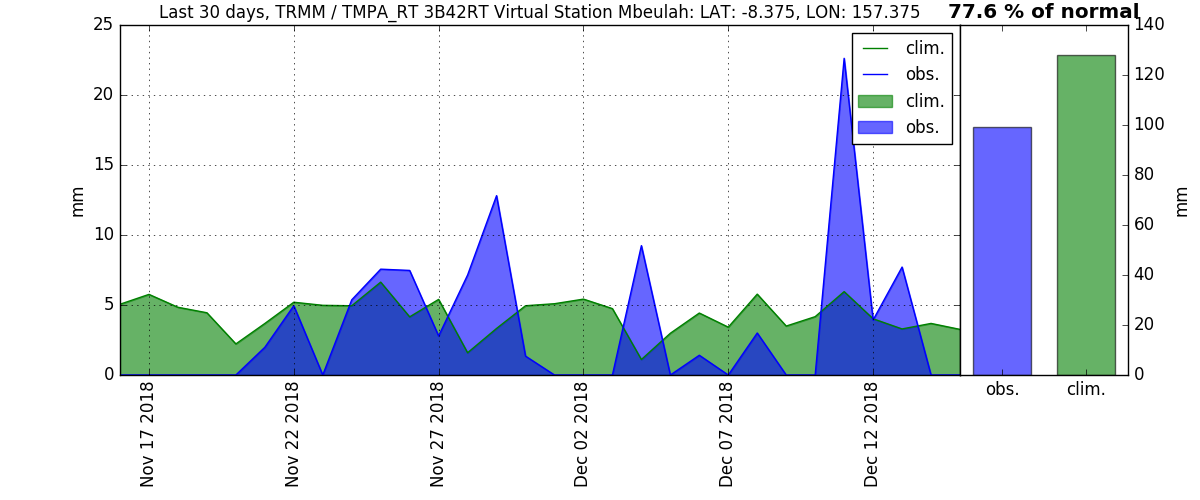 Last 30 days, TRMM / TMPA_RT 3B42RT Virtual Station Mbeulah: LAT: -8.375, LON: 157.375
77.6 % of normal
25
20
15
10
5
0
mm
clim.
obs.
clim.
obs.
Nov 17 2018
Nov 22 2018
Nov 27 2018
Dec 02 2018
Dec 07 2018
Dec 12 2018
140
120
100
80
60
40
20
0
mm
obs.
clim.